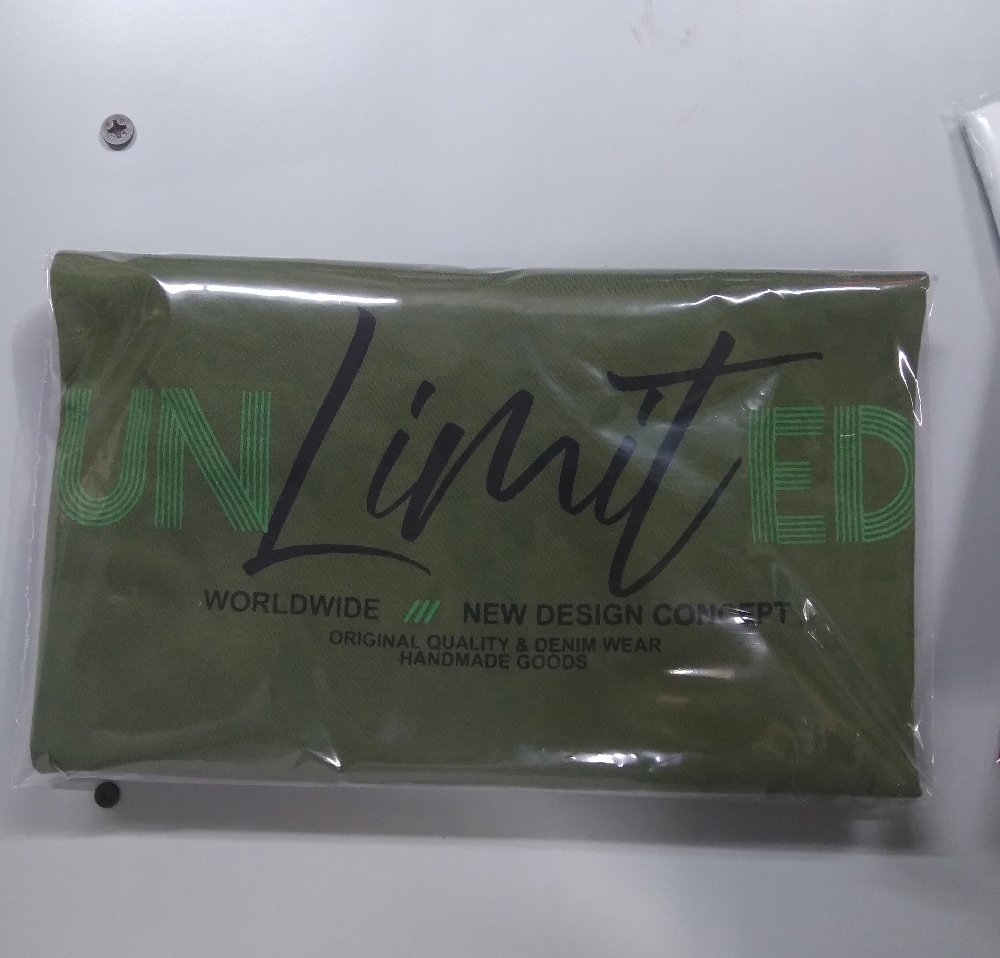 UNLimitED
WORLDWIDE /// NEW DESIGN CONCEPT
ORIGINAL QUALITY & DENIM WEAR
HANDMADE GOODS